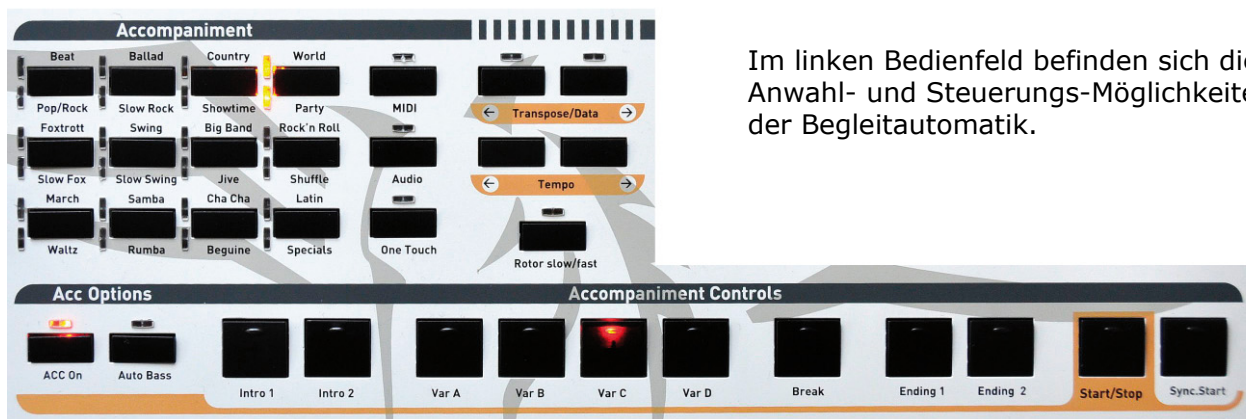 Accompaniment
Beat Ballad Country World
Pop/Rock Slow Rock Showtime Party MIDI
Transpose/Data
Foxtrott Swing Big Band Rock'n Roll
Slow Fox Slow Swing Jive Shuffle Audio
Tempo
March Samba Cha Cha Latin
Waltz Rumba Beguine Specials One Touch
Rotor slow/fast
Im linken Bedienfeld befinden sich die
Anwahl- und Steuerungs-Möglichkeite
der Begleitautomatik.
Acc Options Accompaniment Controls
ACC On Auto Bass Intro 1 Intro 2 Var A Var B Var C Var D Break Ending 1 Ending 2 Start/Stop Sync.Start